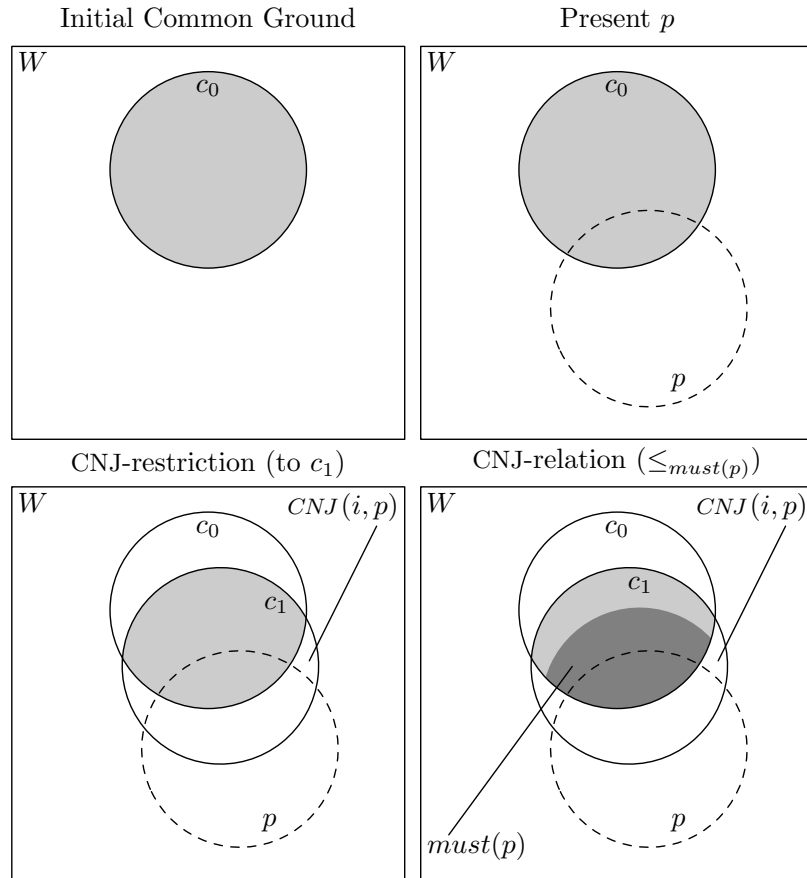 Initial Common Ground
Present p
W
c₀
W
c₀
p
CNJ-restriction (to c₁)
CNJ-relation (≤must(p))
W
CNJ(i, p)
c₀
c₁
p
W
CNJ(i, p)
c₀
c₁
p
must(p)